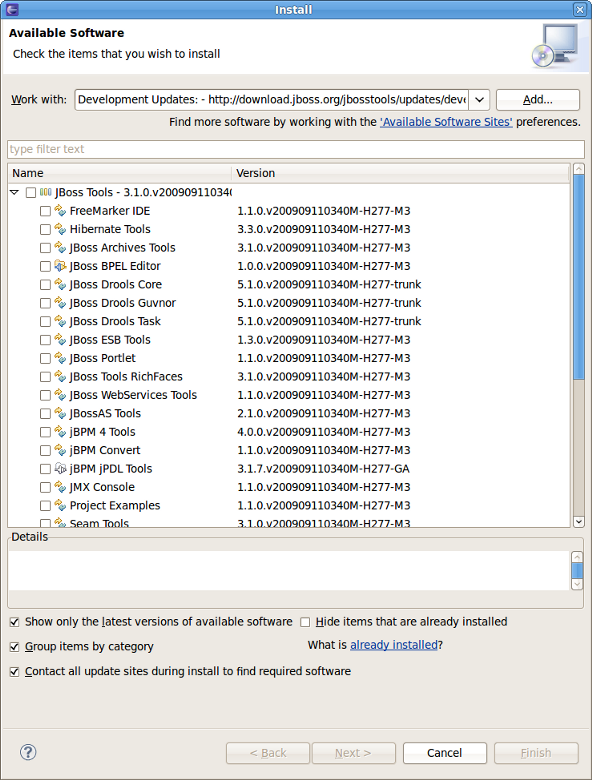 Install
Available Software
Check the items that you wish to install
Work with: Development Updates: - http://download.jboss.org/jbosstools/updates/deve Add...
Find more software by working with the 'Available Software Sites' preferences.
type filter text
Name Version
JBoss Tools - 3.1.0.v200909110340
FreeMarker IDE 1.1.0.v200909110340M-H277-M3
Hibernate Tools 3.3.0.v200909110340M-H277-M3
JBoss Archives Tools 3.1.0.v200909110340M-H277-M3
JBoss BPEL Editor 1.0.0.v200909110340M-H277-M3
JBoss Drools Core 5.1.0.v200909110340M-H277-trunk
JBoss Drools Guvnor 5.1.0.v200909110340M-H277-trunk
JBoss Drools Task 5.1.0.v200909110340M-H277-trunk
JBoss ESB Tools 1.3.0.v200909110340M-H277-M3
JBoss Portlet 1.1.0.v200909110340M-H277-M3
JBoss Tools RichFaces 3.1.0.v200909110340M-H277-M3
JBoss WebServices Tools 1.1.0.v200909110340M-H277-M3
JBossAS Tools 2.1.0.v200909110340M-H277-M3
jBPM 4 Tools 4.0.0.v200909110340M-H277-M3
jBPM Convert 1.1.0.v200909110340M-H277-M3
jBPM jPDL Tools 3.1.7.v200909110340M-H277-GA
JMX Console 1.1.0.v200909110340M-H277-M3
Project Examples 1.1.0.v200909110340M-H277-M3
Seam Tools 3.1.0.v200909110340M-H277-M3
Details
Show only the latest versions of available software Hide items that are already installed
Group items by category What is already installed?
Contact all update sites during install to find required software
? < Back Next > Cancel Finish